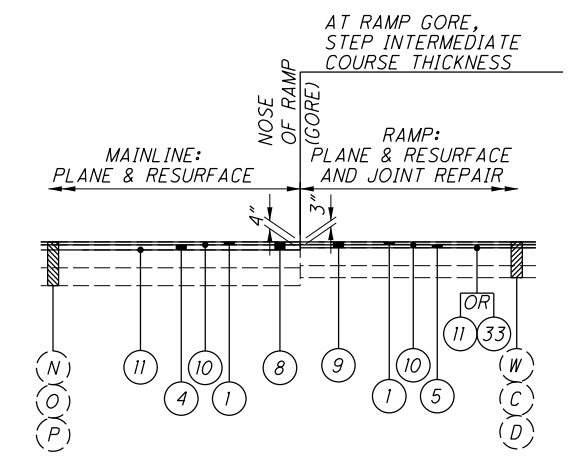 AT RAMP GORE,
STEP INTERMEDIATE
COURSE THICKNESS
NOSE
OF RAMP
(GORE)
MAINLINE:
PLANE & RESURFACE
RAMP:
PLANE & RESURFACE
AND JOINT REPAIR
4"
3"
OR
11
4
10
1
8
9
1
10
5
11
33
N
O
P
W
C
D